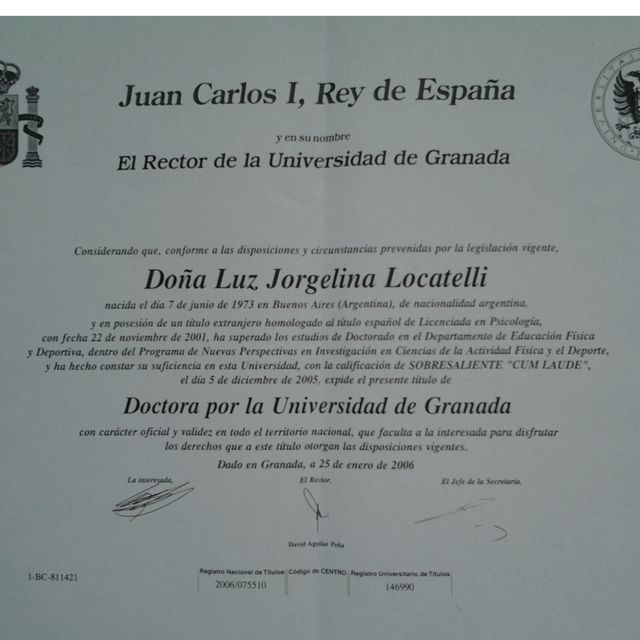 Juan Carlos I, Rey de España
y en su nombre
El Rector de la Universidad de Granada
Considerando que, conforme a las disposiciones y circunstancias prevenidas por la legislación vigente,
Doña Luz Jorgelina Locatelli
nacida el día 7 de junio de 1973 en Buenos Aires (Argentina), de nacionalidad argentina,
y en posesión de un título extranjero homologado al título español de Licenciada en Psicología,
con fecha 22 de noviembre de 2001, ha superado los estudios de Doctorado en el Departamento de Educación Física
y Deportiva, dentro del Programa de Nuevas Perspectivas en Investigación en Ciencias de la Actividad Física y el Deporte,
y ha hecho constar su suficiencia en esta Universidad, con la calificación de SOBRESALIENTE "CUM LAUDE",
el día 5 de diciembre de 2005, expide el presente título de
Doctora por la Universidad de Granada
con carácter oficial y validez en todo el territorio nacional, que faculta a la interesada para disfrutar
los derechos que a este título otorgan las disposiciones vigentes.
Dado en Granada, a 25 de enero de 2006
La interesada, El Rector, El Jefe de la Secretaría,
David Aguilar Peña
1-BC-811421
Registro Nacional de Títulos Código de CENTRO Registro Universitario de Títulos
2006/075510 146990